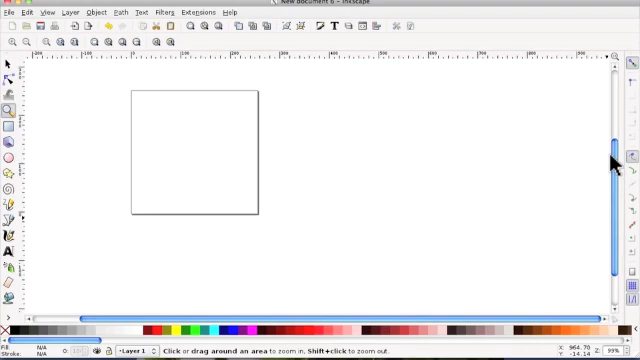 New document 6 - Inkscape
File Edit View Layer Object Path Text Filters Extensions Help
Fill: N/A
Stroke: N/A
O:
Layer 1
Click or drag around an area to zoom in, Shift+click to zoom out.
X: 964.70
Y: -14.14
Z: 99%